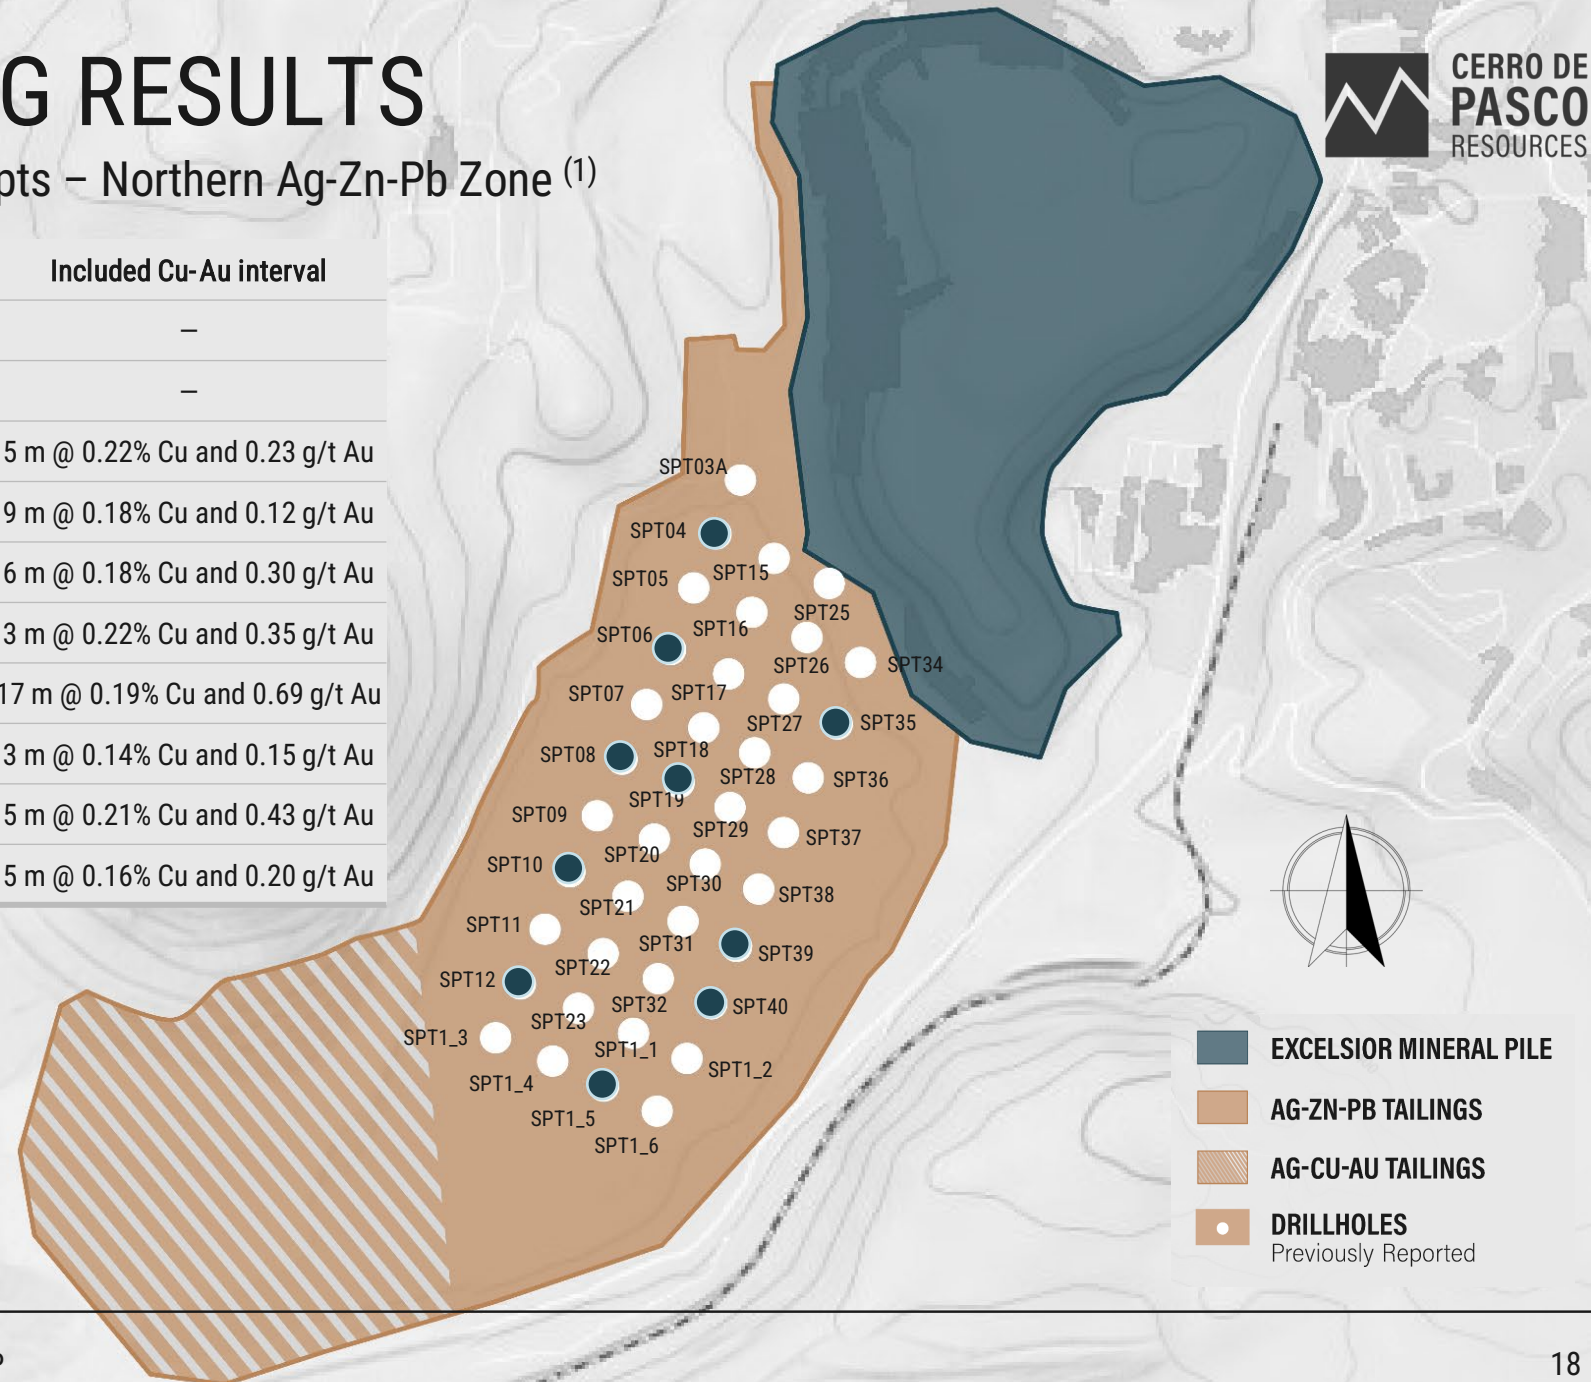 G RESULTS
pts – Northern Ag-Zn-Pb Zone (1)
CERRO DE
PASCO
RESOURCES
Included Cu-Au interval
–
–
5 m @ 0.22% Cu and 0.23 g/t Au
9 m @ 0.18% Cu and 0.12 g/t Au
6 m @ 0.18% Cu and 0.30 g/t Au
3 m @ 0.22% Cu and 0.35 g/t Au
17 m @ 0.19% Cu and 0.69 g/t Au
3 m @ 0.14% Cu and 0.15 g/t Au
5 m @ 0.21% Cu and 0.43 g/t Au
5 m @ 0.16% Cu and 0.20 g/t Au
SPT03A
SPT04
SPT15
SPT05
SPT25
SPT16
SPT06
SPT26
SPT34
SPT07
SPT17
SPT27
SPT35
SPT18
SPT08
SPT28
SPT36
SPT19
SPT09
SPT29
SPT37
SPT20
SPT10
SPT30
SPT38
SPT21
SPT11
SPT31
SPT39
SPT22
SPT12
SPT32
SPT40
SPT23
SPT1_3
SPT1_1
SPT1_2
SPT1_4
SPT1_5
SPT1_6
EXCELSIOR MINERAL PILE
AG-ZN-PB TAILINGS
AG-CU-AU TAILINGS
DRILLHOLES
Previously Reported
18